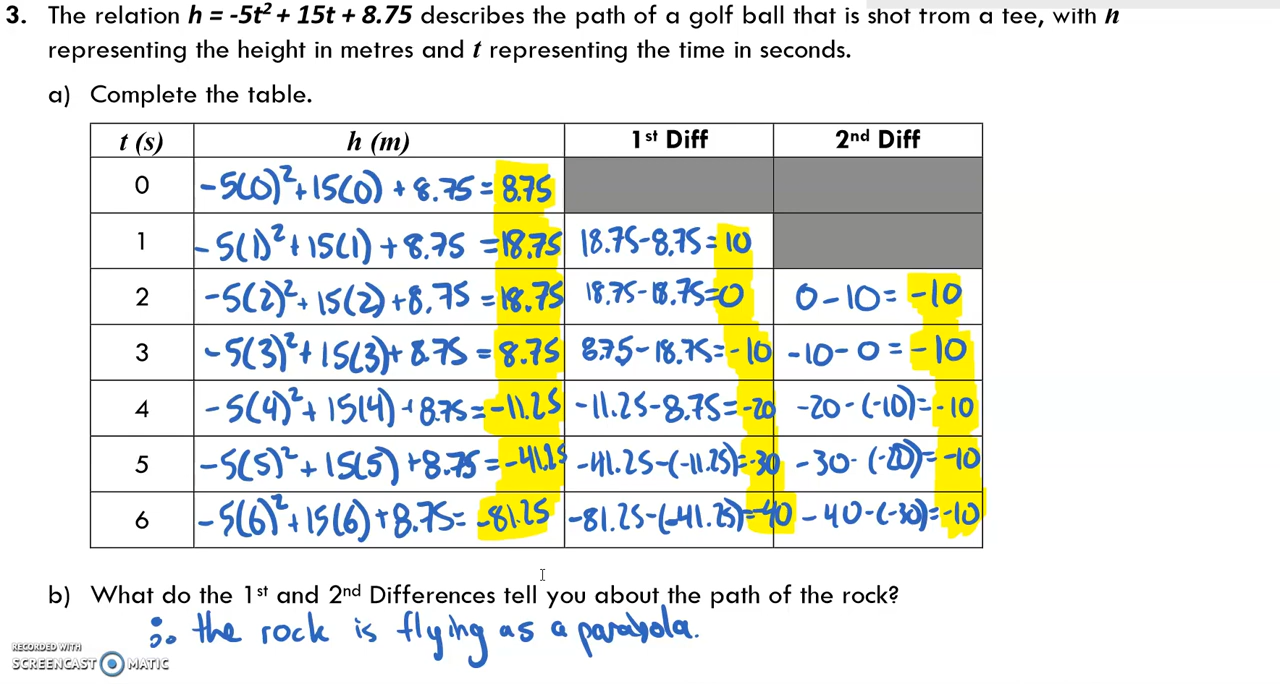 3. The relation h = -5t² + 15t + 8.75 describes the path of a golf ball that is shot from a tee, with h
representing the height in metres and t representing the time in seconds.
a) Complete the table.
t (s) h (m) 1st Diff 2nd Diff
0 -5(0)²+15(0)+8.75=8.75
1 -5(1)²+15(1)+8.75=18.75 18.75-8.75=10
2 -5(2)²+15(2)+8.75=18.75 18.75-18.75=0 0-10=-10
3 -5(3)²+15(3)+8.75=8.75 8.75-18.75=-10 -10-0=-10
4 -5(4)²+15(4)+8.75=-11.25 -11.25-8.75=-20 -20-(-10)=-10
5 -5(5)²+15(5)+8.75=-41.25 -41.25-(-11.25)=-30 -30-(-20)=-10
6 -5(6)²+15(6)+8.75=-81.25 -81.25-(-41.25)=-40 -40-(-30)=-10
b) What do the 1st and 2nd Differences tell you about the path of the rock?
∴ the rock is flying as a parabola.
RECORDED WITH
SCREENCAST MATIC